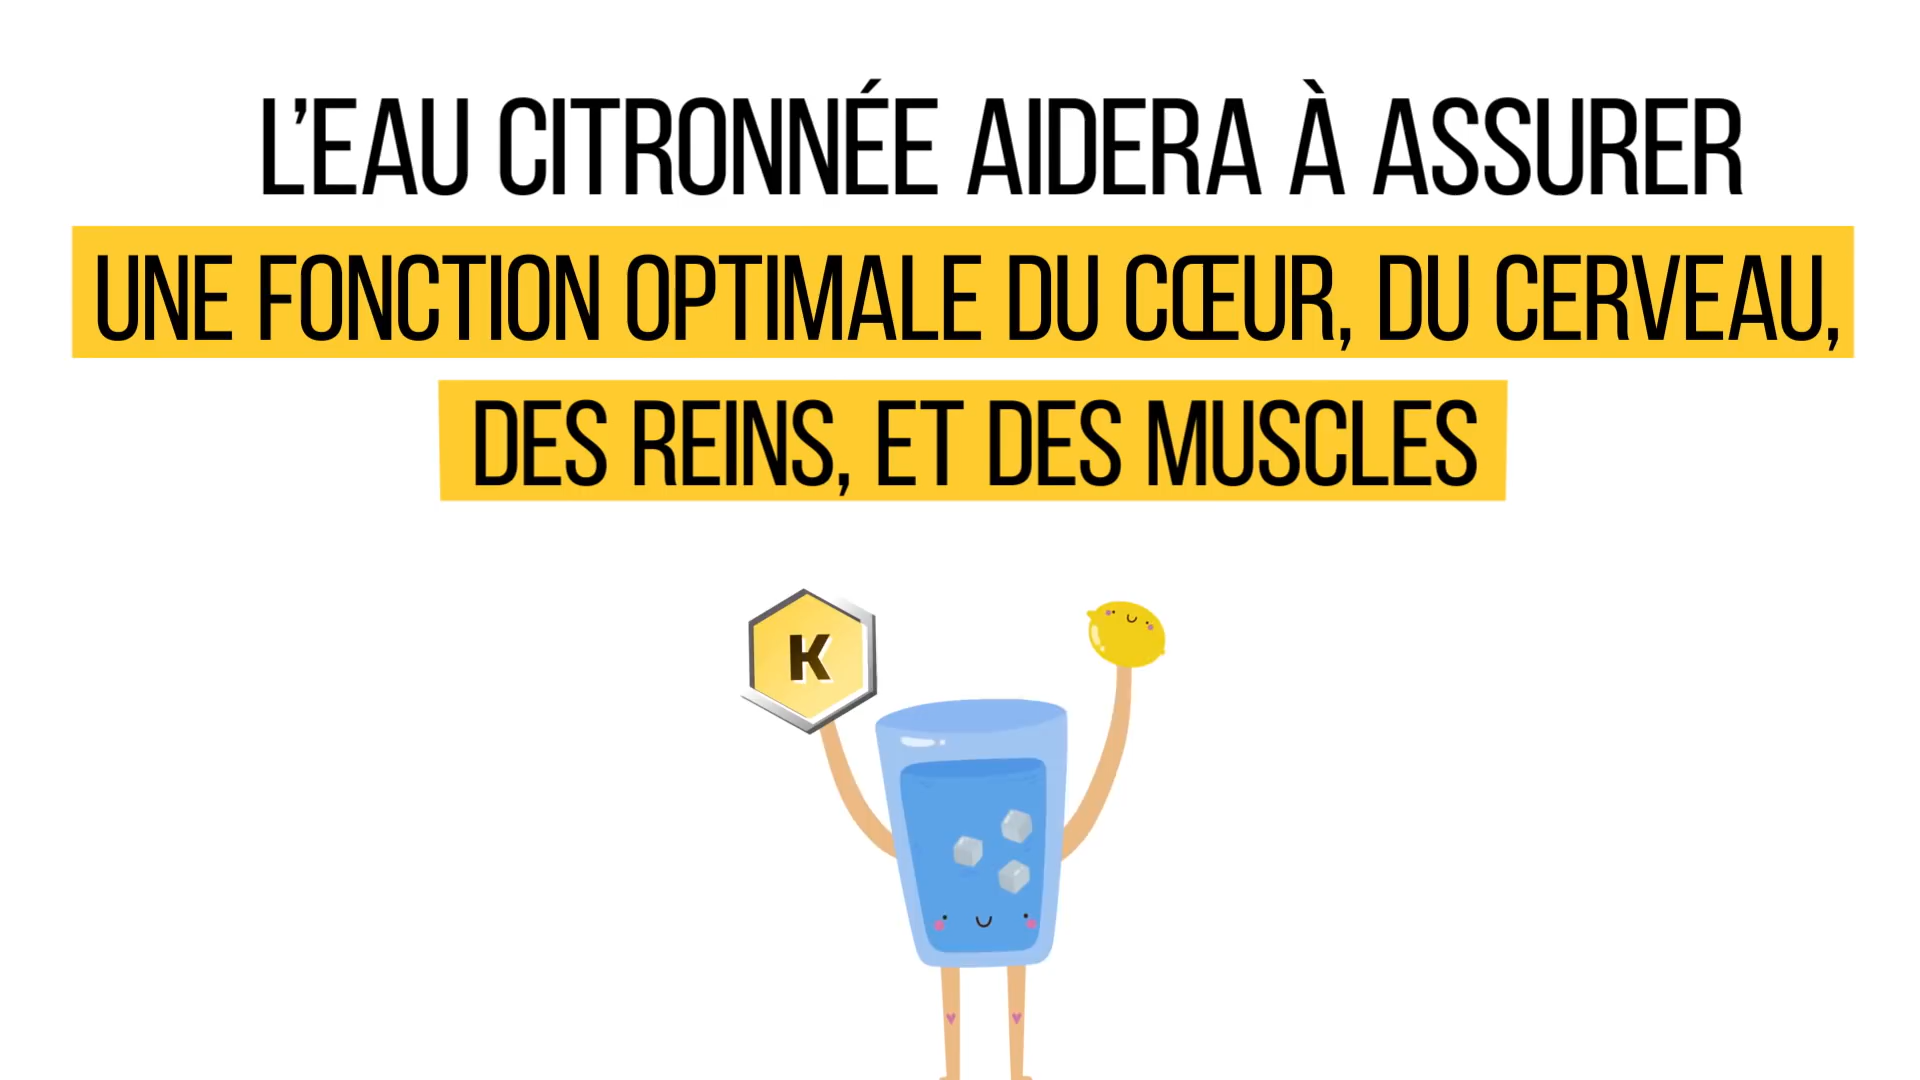 L’EAU CITRONNÉE AIDERA À ASSURER
UNE FONCTION OPTIMALE DU CŒUR, DU CERVEAU,
DES REINS, ET DES MUSCLES
K